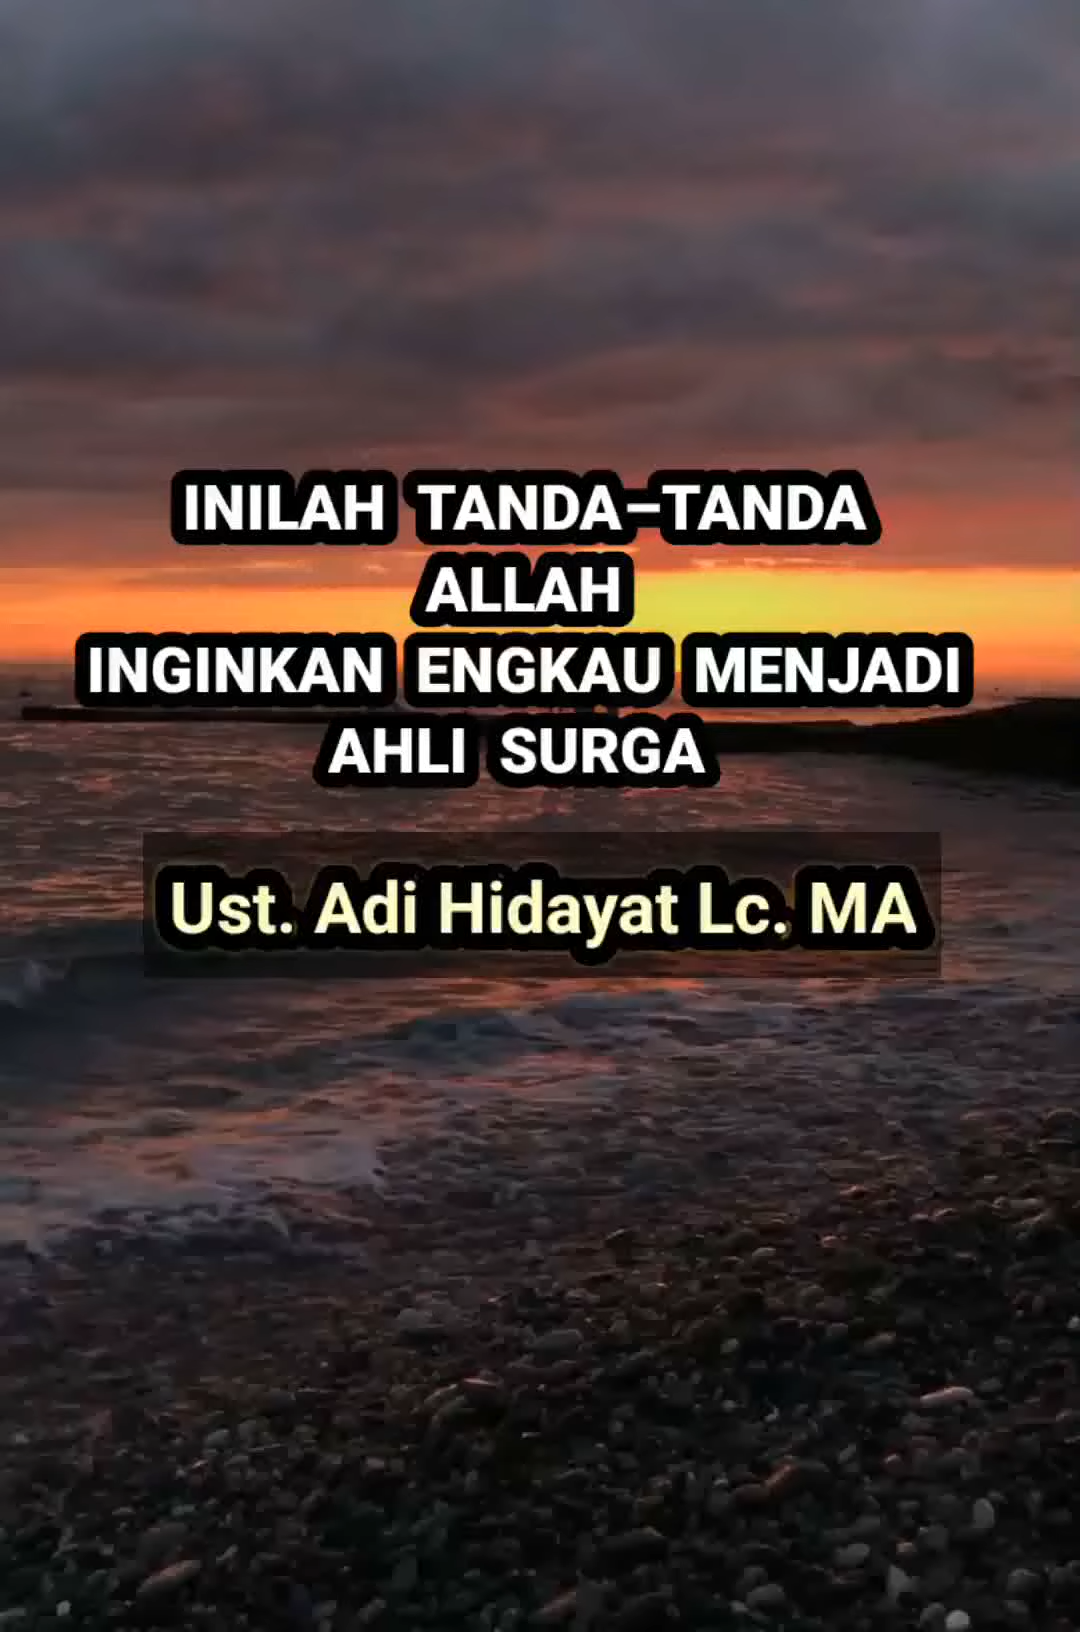 INILAH TANDA-TANDA
ALLAH
INGINKAN ENGKAU MENJADI
AHLI SURGA
Ust. Adi Hidayat Lc. MA